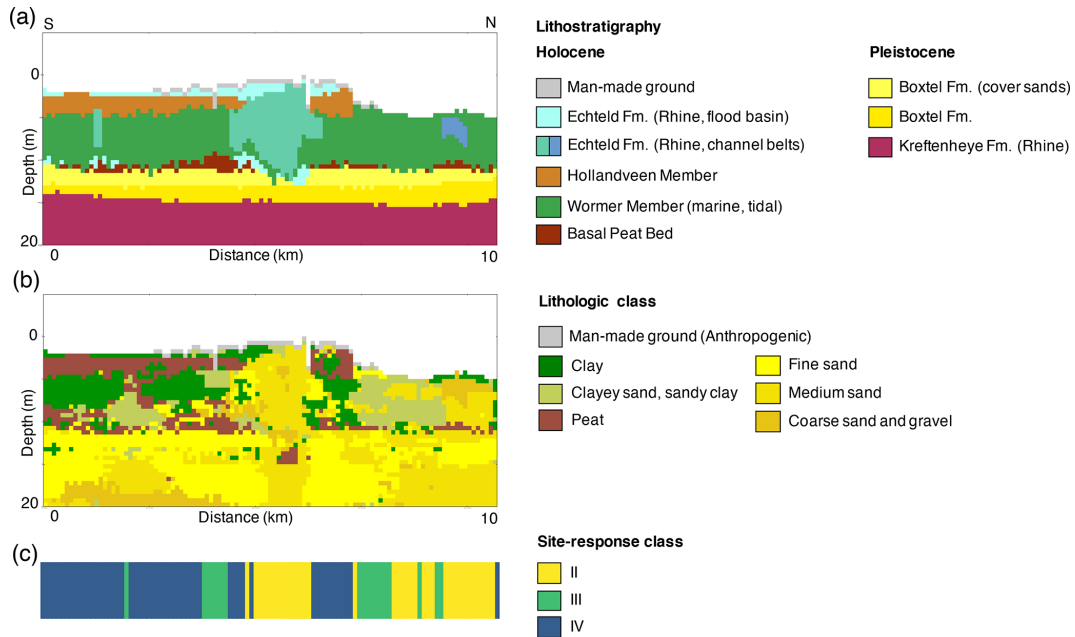 (a)
S
N
0
Depth (m)
20
0
Distance (km)
10
Lithostratigraphy
Holocene
Man-made ground
Echteld Fm. (Rhine, flood basin)
Echteld Fm. (Rhine, channel belts)
Hollandveen Member
Wormer Member (marine, tidal)
Basal Peat Bed
Pleistocene
Boxtel Fm. (cover sands)
Boxtel Fm.
Kreftenheye Fm. (Rhine)
(b)
0
Depth (m)
20
0
Distance (km)
10
Lithologic class
Man-made ground (Anthropogenic)
Clay
Clayey sand, sandy clay
Peat
Fine sand
Medium sand
Coarse sand and gravel
(c)
Site-response class
II
III
IV